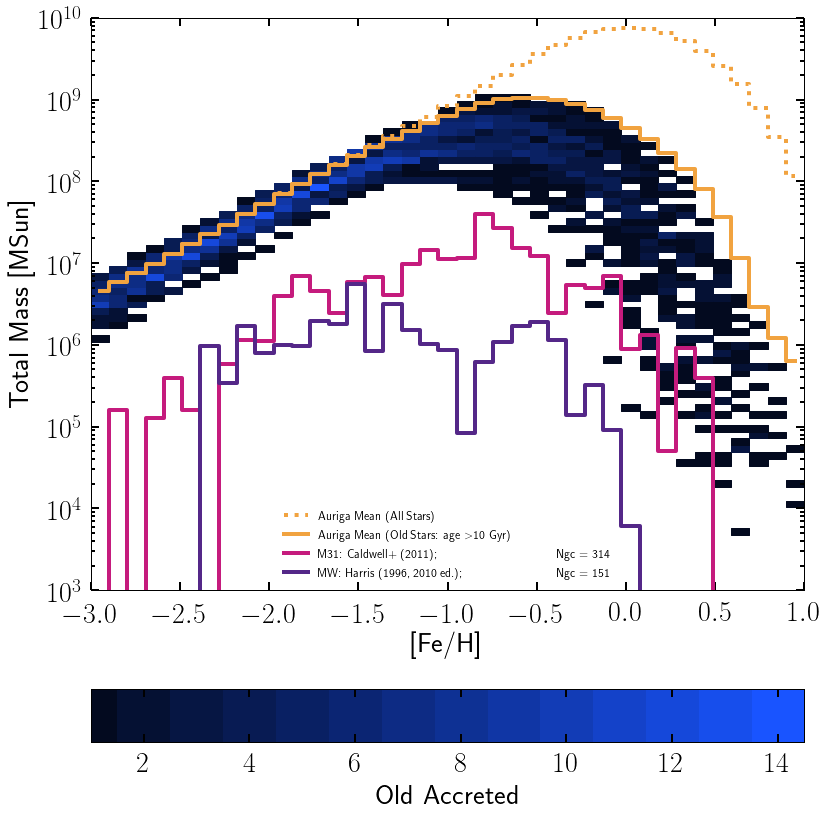 10^10
10^9
10^8
10^7
10^6
10^5
10^4
10^3
Total Mass [MSun]
Auriga Mean (All Stars)
Auriga Mean (Old Stars: age >10 Gyr)
M31: Caldwell+ (2011); Ngc = 314
MW: Harris (1996, 2010 ed.); Ngc = 151
−3.0 −2.5 −2.0 −1.5 −1.0 −0.5 0.0 0.5 1.0
[Fe/H]
2 4 6 8 10 12 14
Old Accreted